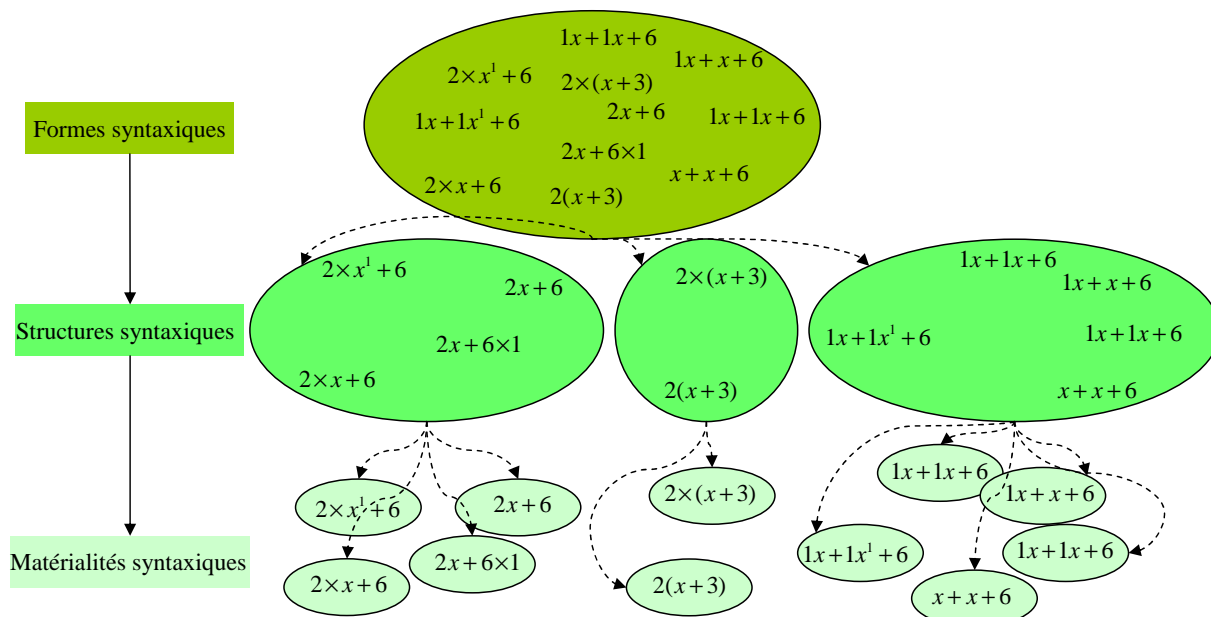 1x+1x+6
1x+x+6
2×x¹+6
2×(x+3)
2x+6
1x+1x¹+6
1x+1x+6
Formes syntaxiques
2x+6×1
x+x+6
2×x+6
2(x+3)
2×x¹+6
2x+6
2x+6×1
2×x+6
2×(x+3)
2(x+3)
1x+1x+6
1x+x+6
1x+1x¹+6
1x+1x+6
x+x+6
Structures syntaxiques
2×x¹+6
2x+6
2×x+6
2x+6×1
2×(x+3)
2(x+3)
1x+1x+6
1x+x+6
1x+1x¹+6
1x+1x+6
x+x+6
Matérialités syntaxiques